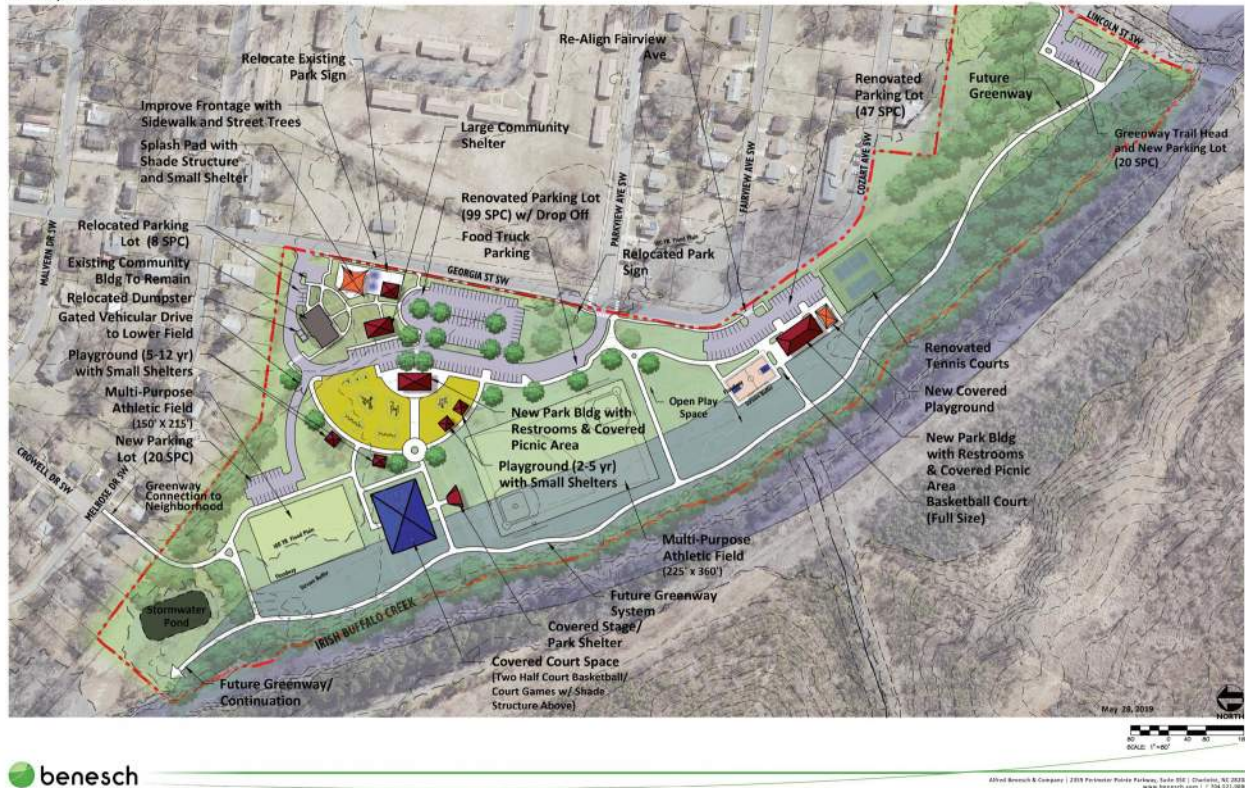 Relocate Existing
Park Sign
Improve Frontage with
Sidewalk and Street Trees
Splash Pad with
Shade Structure
and Small Shelter
Large Community
Shelter
Renovated Parking Lot
(99 SPC) w/ Drop Off
Food Truck
Parking
Re-Align Fairview
Ave
Renovated
Parking Lot
(47 SPC)
Future
Greenway
LINCOLN ST SW
Greenway Trail Head
and New Parking Lot
(20 SPC)
MALVERN DR SW
PARKVIEW AVE SW
FAIRVIEW AVE SW
COZART AVE SW
Relocated Park
Sign
GEORGIA ST SW
Relocated Parking
Lot (8 SPC)
Existing Community
Bldg To Remain
Relocated Dumpster
Gated Vehicular Drive
to Lower Field
Playground (5-12 yr)
with Small Shelters
Multi-Purpose
Athletic Field
(150' X 215')
New Parking
Lot (20 SPC)
CROWELL DR SW
MELROSE DR SW
Greenway
Connection to
Neighborhood
New Park Bldg with
Restrooms & Covered
Picnic Area
Playground (2-5 yr)
with Small Shelters
Open Play
Space
Renovated
Tennis Courts
New Covered
Playground
New Park Bldg
with Restrooms
& Covered Picnic
Area
Basketball Court
(Full Size)
Multi-Purpose
Athletic Field
(225' x 360')
Future Greenway
System
Covered Stage/
Park Shelter
Covered Court Space
(Two Half Court Basketball/
Court Games w/ Shade
Structure Above)
Stormwater
Pond
IRISH BUFFALO CREEK
Future Greenway/
Continuation
May 28, 2019
NORTH
80 0 40 80
SCALE: 1"=80'
benesch